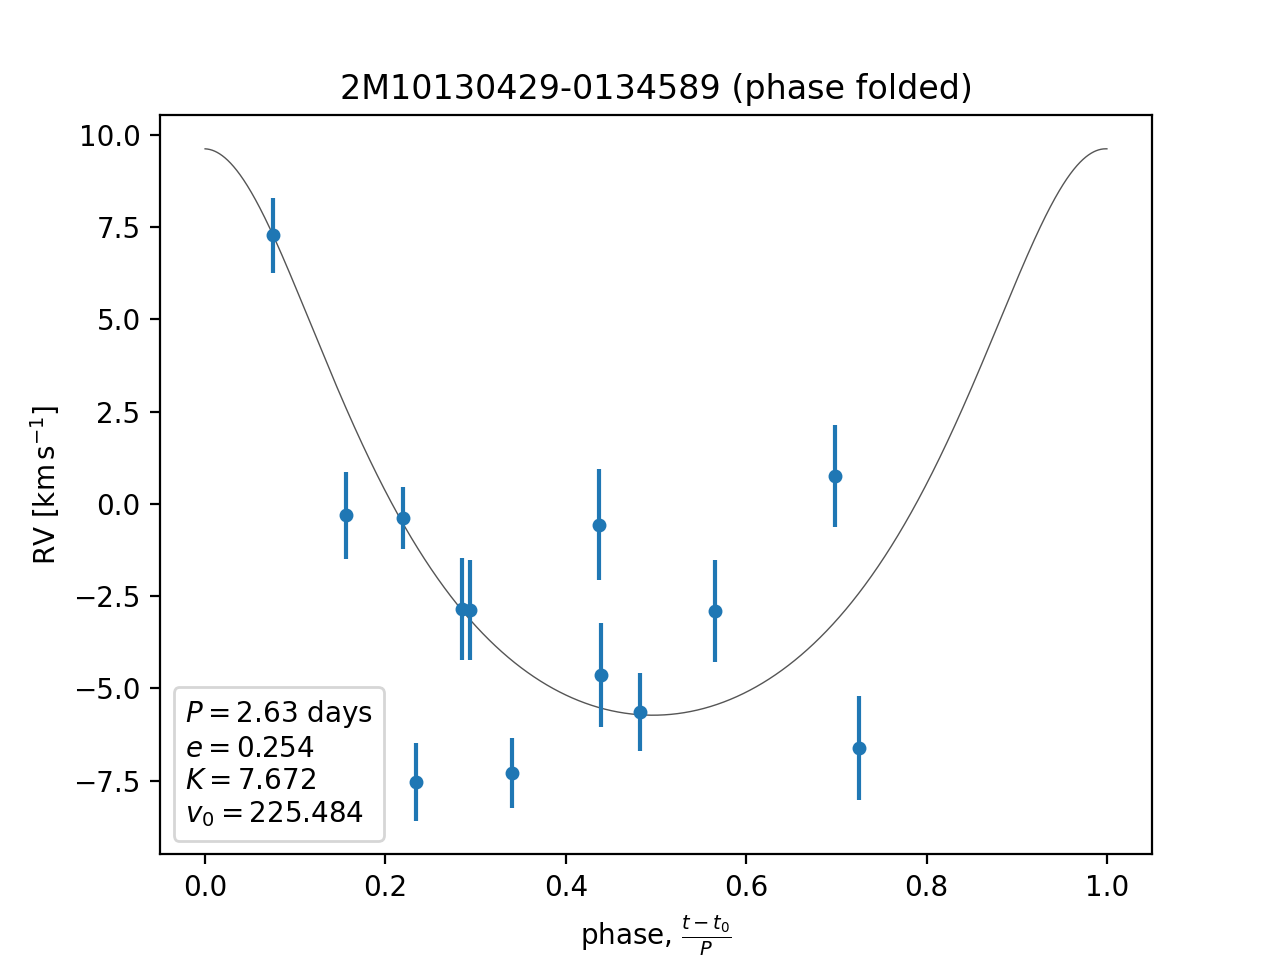 2M10130429-0134589 (phase folded)
10.0
7.5
5.0
2.5
0.0
−2.5
−5.0
−7.5
RV [km s⁻¹]
P = 2.63 days
e = 0.254
K = 7.672
v₀ = 225.484
0.0 0.2 0.4 0.6 0.8 1.0
phase, (t − t₀)/P